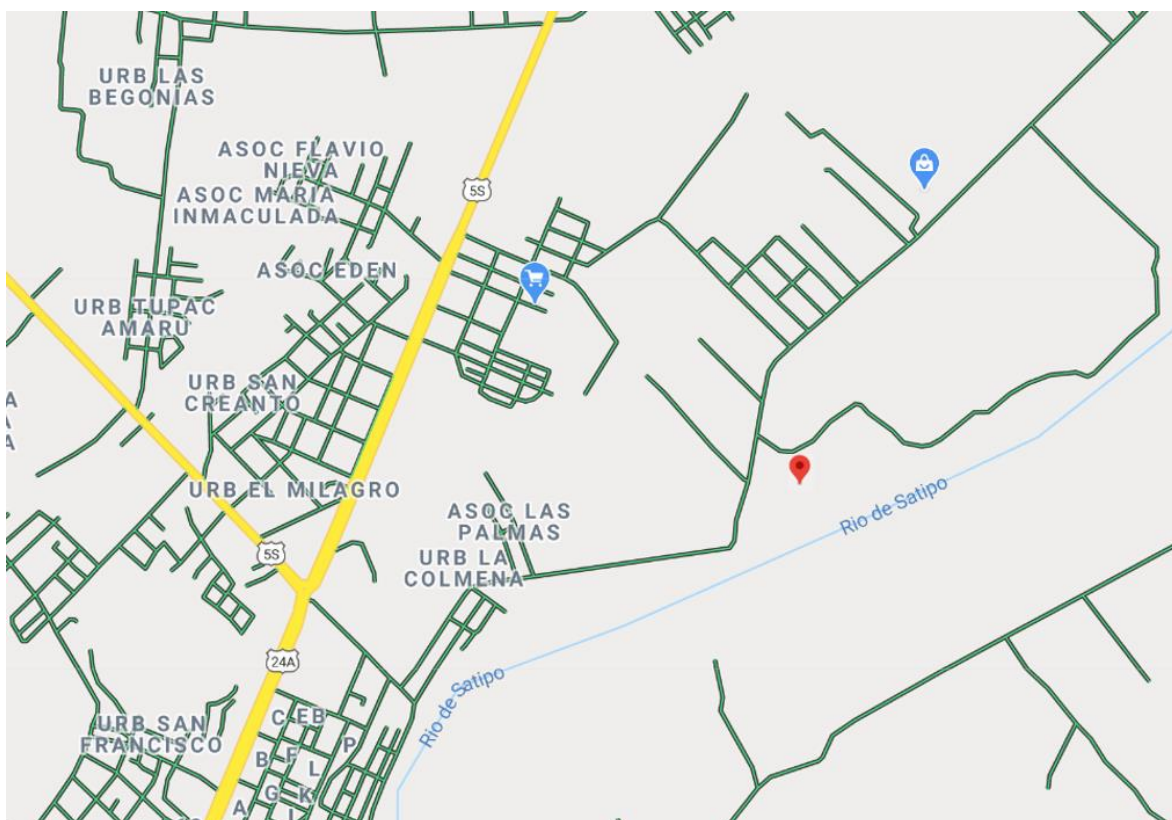 URB LAS
BEGONIAS
ASOC FLAVIO
NIEVA
ASOC MARIA
INMACULADA
5S
ASOC EDEN
URB TUPAC
AMARU
URB SAN
CREANTO
A
A
A
URB EL MILAGRO
ASOC LAS
PALMAS
URB LA
COLMENA
Rio de Satipo
5S
24A
Rio de Satipo
URB SAN
FRANCISCO
C
EB
P
B
F
L
G
K
A